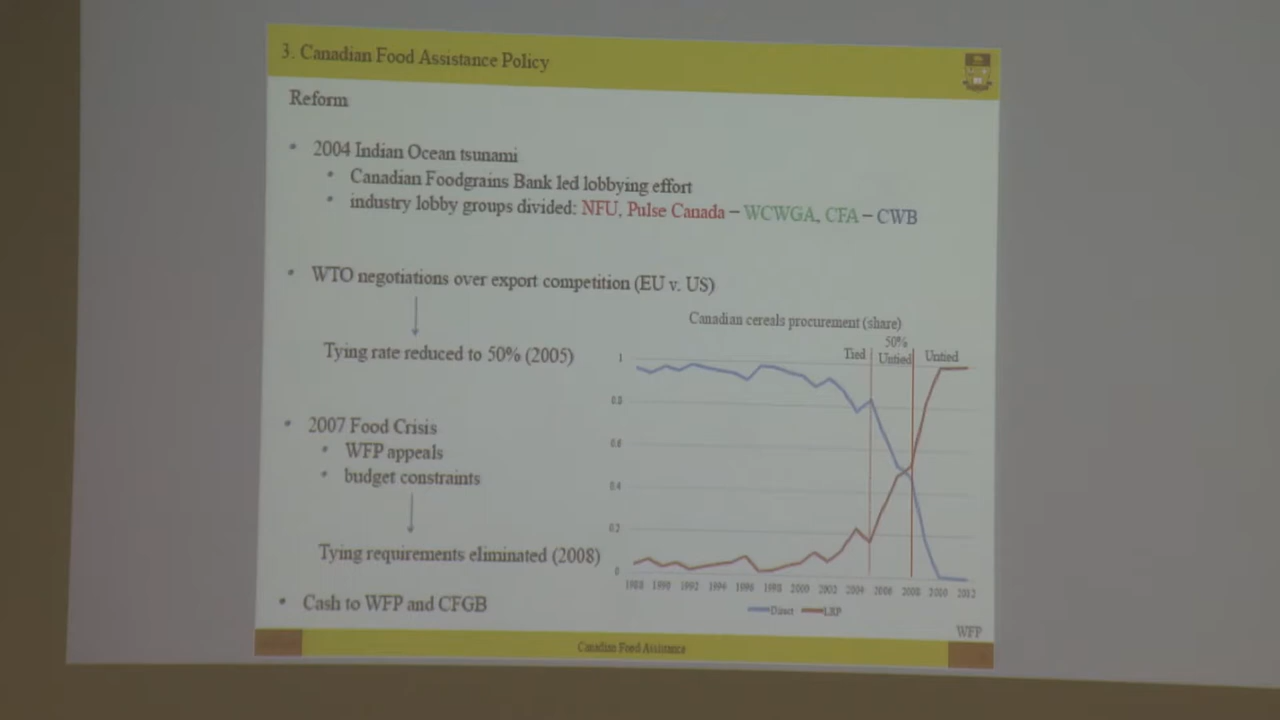 3. Canadian Food Assistance Policy
Reform
• 2004 Indian Ocean tsunami
• Canadian Foodgrains Bank led lobbying effort
• industry lobby groups divided: NFU, Pulse Canada – WCWGA, CFA – CWB
• WTO negotiations over export competition (EU v. US)
Tying rate reduced to 50% (2005)
• 2007 Food Crisis
• WFP appeals
• budget constraints
Tying requirements eliminated (2008)
• Cash to WFP and CFGB
Canadian cereals procurement (share)
Tied
50%
Untied
Untied
1
0.8
0.6
0.4
0.2
0
1988 1990 1992 1994 1996 1998 2000 2002 2004 2006 2008 2000 2012
Direct LRP
WFP
Canadian Food Assistance